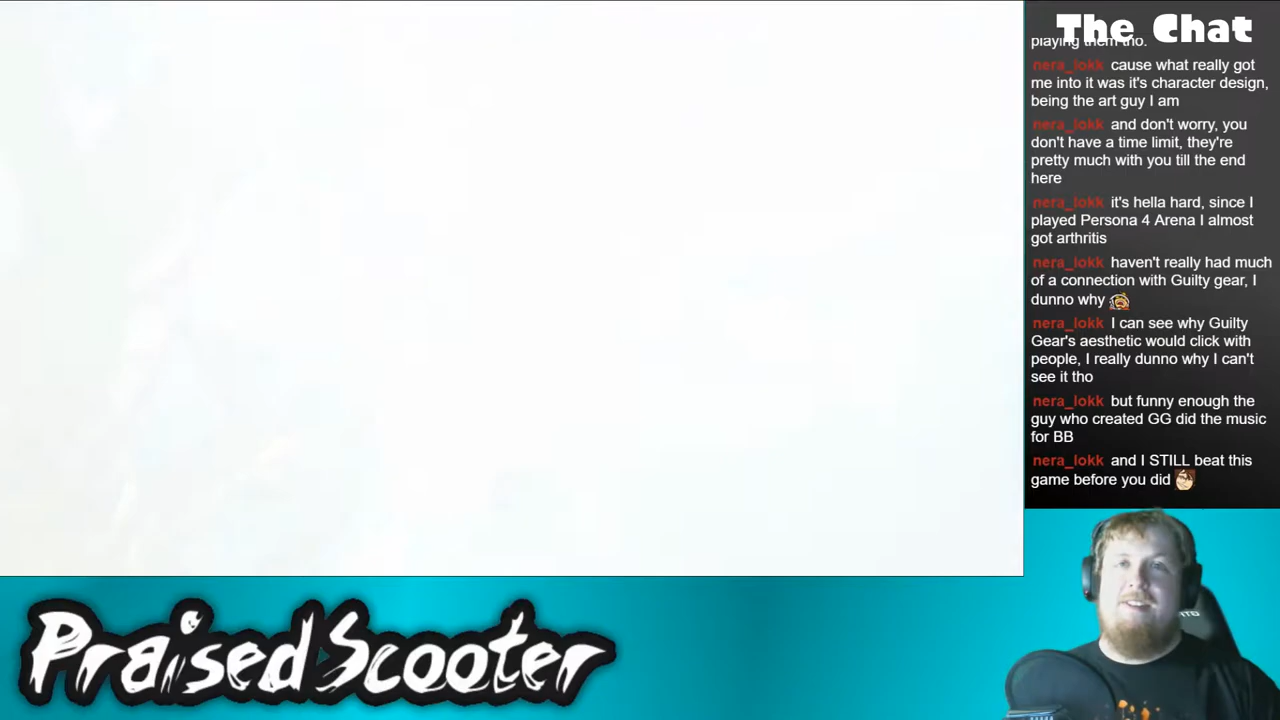 The Chat
playing them tho.
nera_lokk cause what really got
me into it was it's character design,
being the art guy I am
nera_lokk and don't worry, you
don't have a time limit, they're
pretty much with you till the end
here
nera_lokk it's hella hard, since I
played Persona 4 Arena I almost
got arthritis
nera_lokk haven't really had much
of a connection with Guilty gear, I
dunno why
nera_lokk I can see why Guilty
Gear's aesthetic would click with
people, I really dunno why I can't
see it tho
nera_lokk but funny enough the
guy who created GG did the music
for BB
nera_lokk and I STILL beat this
game before you did
PraisedScooter